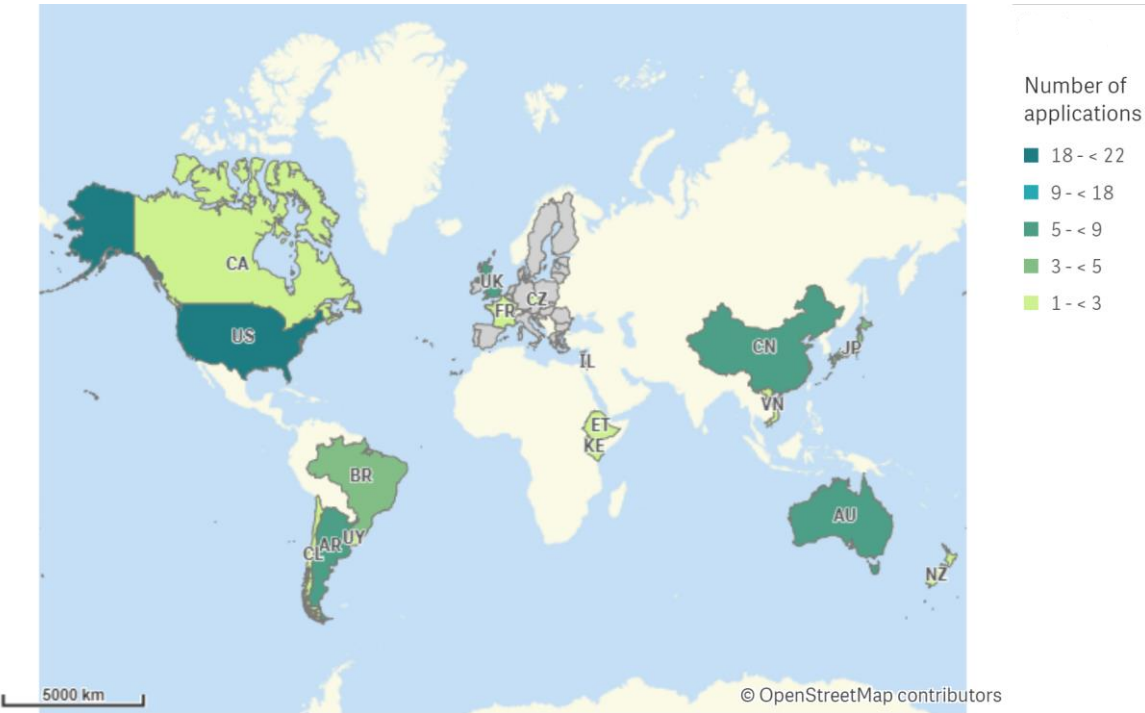 Number of
applications
18 - < 22
9 - < 18
5 - < 9
3 - < 5
1 - < 3
CA
US
UK
CZ
FR
IL
CN
JP
VN
ET
KE
BR
UY
AR
CL
AU
NZ
5000 km
© OpenStreetMap contributors